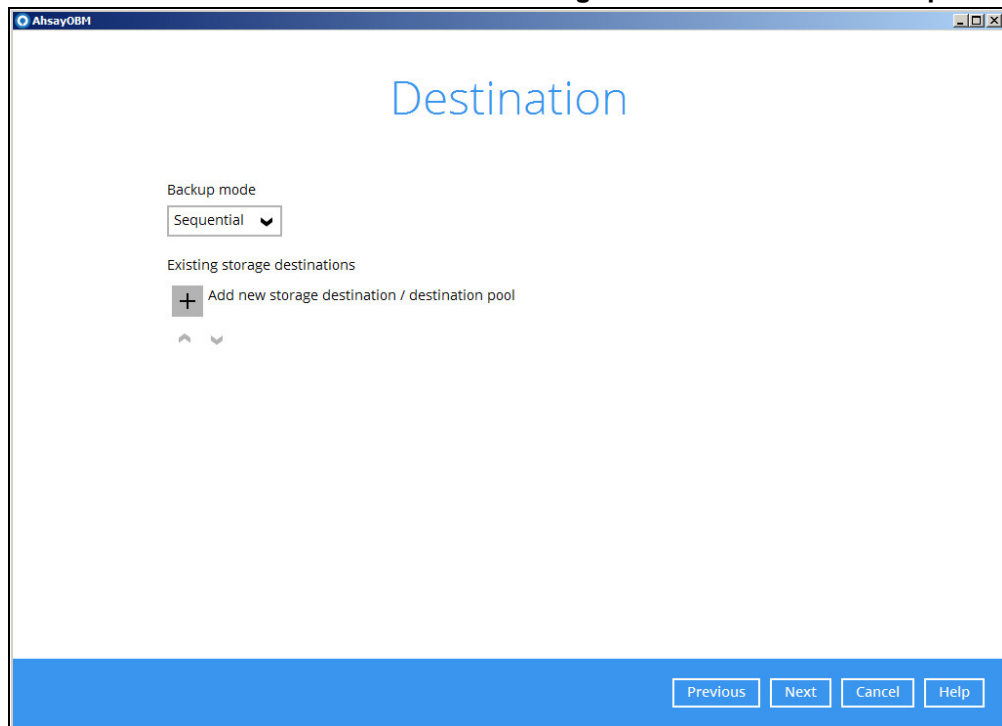 AhsayOBM
Destination
Backup mode
Sequential
Existing storage destinations
Add new storage destination / destination pool
Previous Next Cancel Help